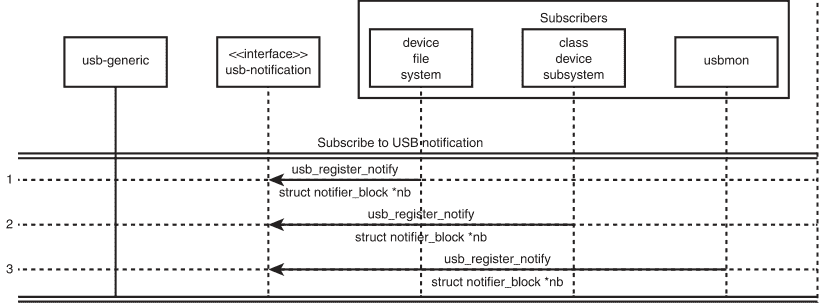 Subscribers
usb-generic
<<interface>>
usb-notification
device
file
system
class
device
subsystem
usbmon
Subscribe to USB notification
1
usb_register_notify
struct notifier_block *nb
2
usb_register_notify
struct notifier_block *nb
3
usb_register_notify
struct notifier_block *nb